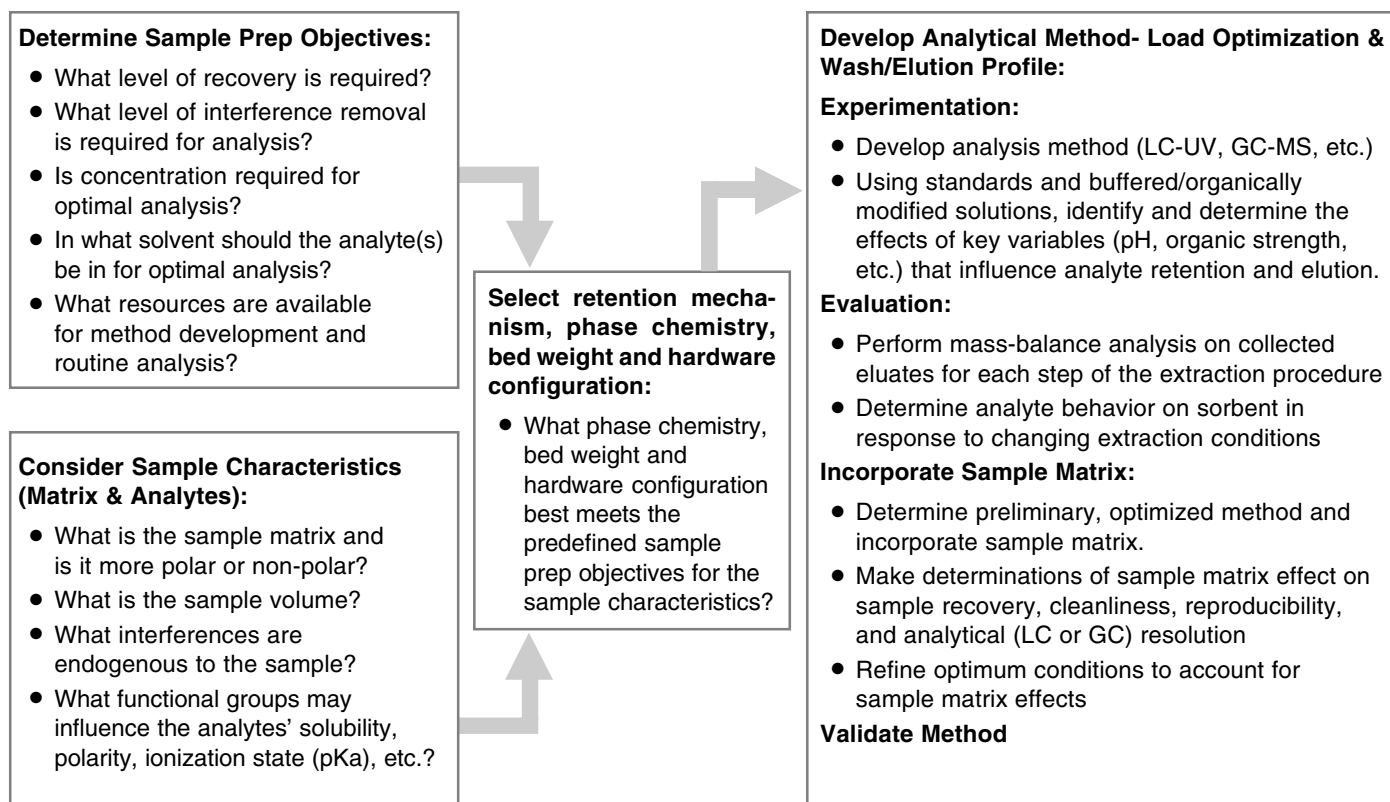 Determine Sample Prep Objectives:
● What level of recovery is required?
● What level of interference removal
is required for analysis?
● Is concentration required for
optimal analysis?
● In what solvent should the analyte(s)
be in for optimal analysis?
● What resources are available
for method development and
routine analysis?
Consider Sample Characteristics
(Matrix & Analytes):
● What is the sample matrix and
is it more polar or non-polar?
● What is the sample volume?
● What interferences are
endogenous to the sample?
● What functional groups may
influence the analytes’ solubility,
polarity, ionization state (pKa), etc.?
Select retention mecha-
nism, phase chemistry,
bed weight and hardware
configuration:
● What phase chemistry,
bed weight and
hardware configuration
best meets the
predefined sample
prep objectives for the
sample characteristics?
Develop Analytical Method- Load Optimization &
Wash/Elution Profile:
Experimentation:
● Develop analysis method (LC-UV, GC-MS, etc.)
● Using standards and buffered/organically
modified solutions, identify and determine the
effects of key variables (pH, organic strength,
etc.) that influence analyte retention and elution.
Evaluation:
● Perform mass-balance analysis on collected
eluates for each step of the extraction procedure
● Determine analyte behavior on sorbent in
response to changing extraction conditions
Incorporate Sample Matrix:
● Determine preliminary, optimized method and
incorporate sample matrix.
● Make determinations of sample matrix effect on
sample recovery, cleanliness, reproducibility,
and analytical (LC or GC) resolution
● Refine optimum conditions to account for
sample matrix effects
Validate Method